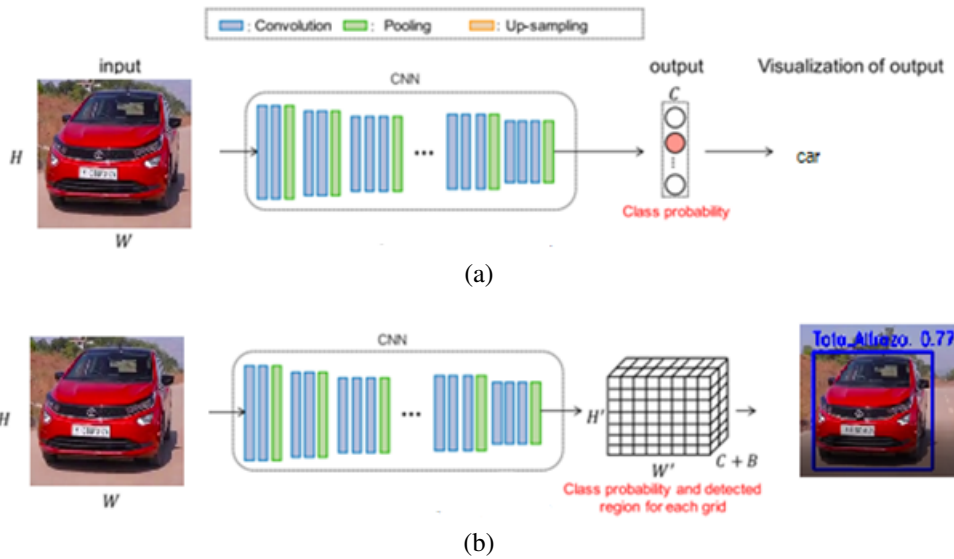 : Convolution : Pooling : Up-sampling
input
CNN
output
Visualization of output
C
H
car
Class probability
W
(a)
CNN
Tata_Altrozo. 0.77
H
H'
W'
C + B
W
Class probability and detected
region for each grid
(b)